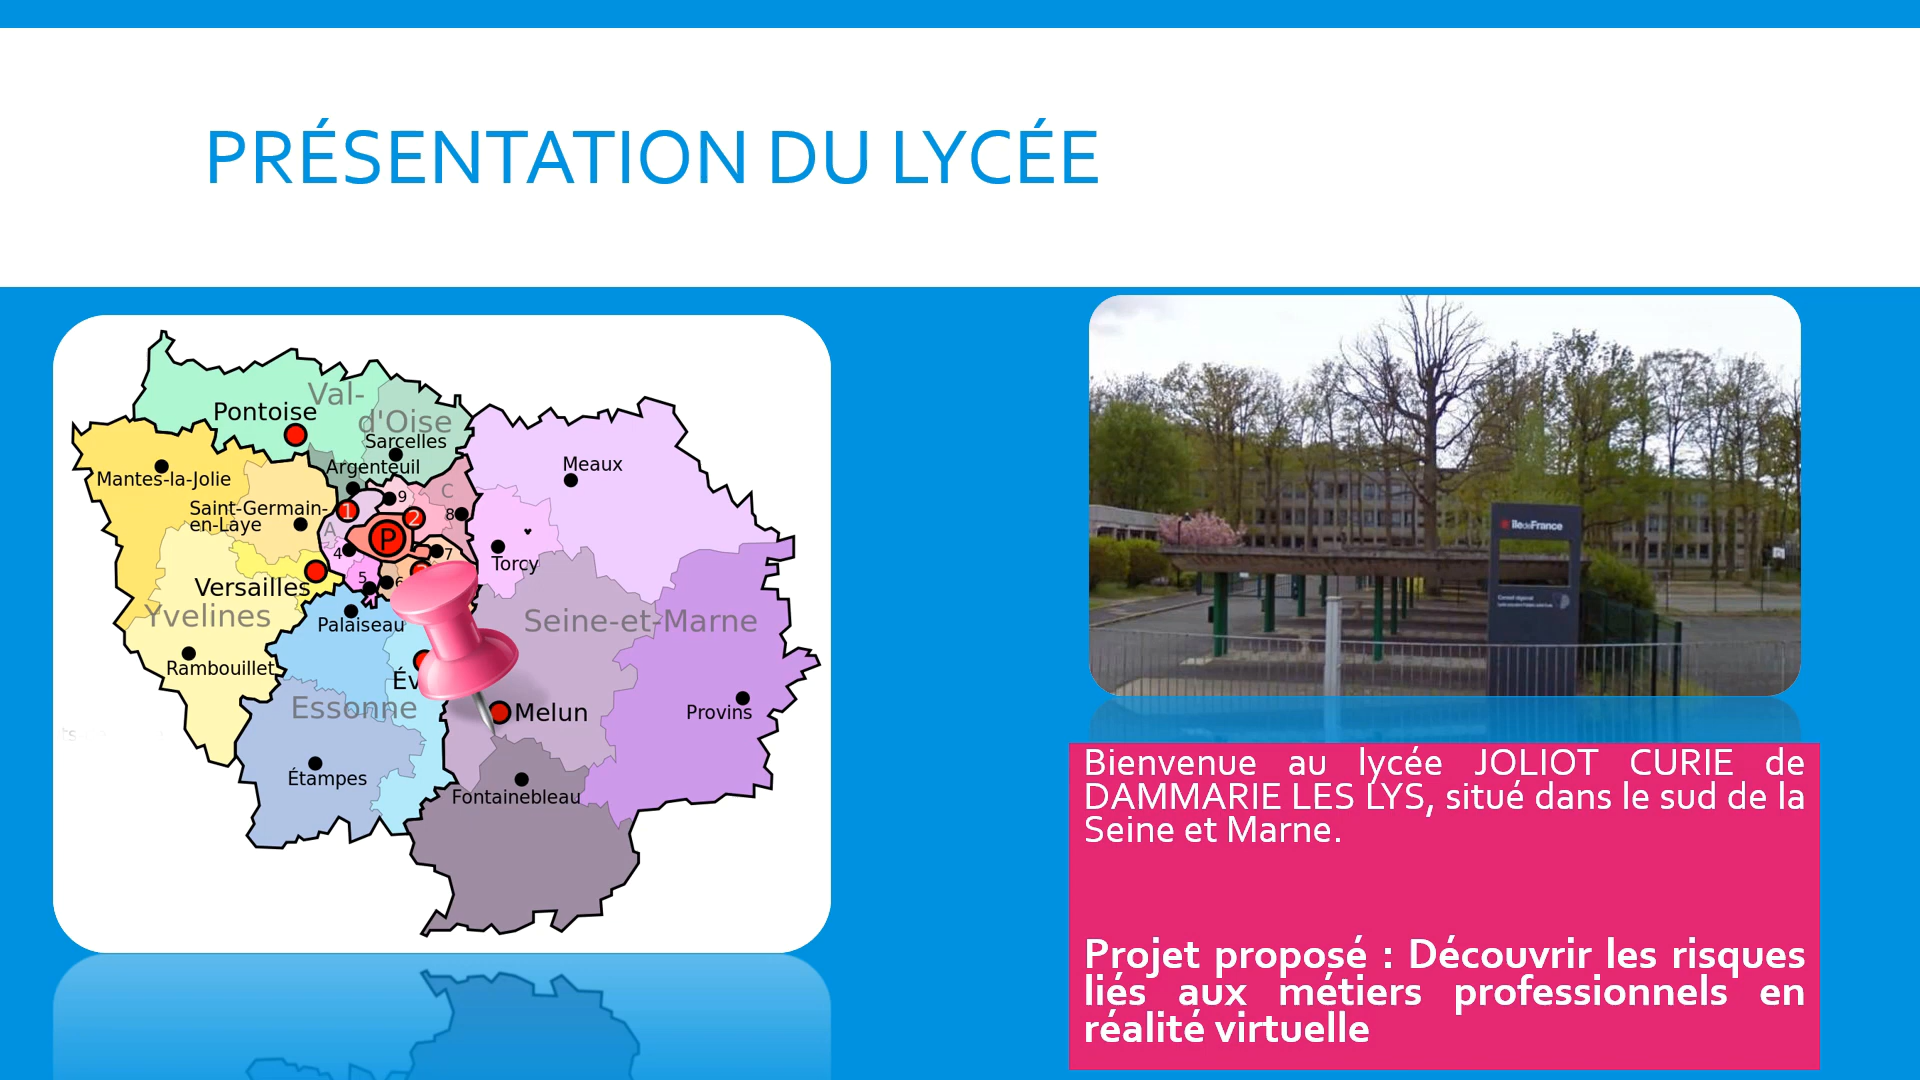 PRÉSENTATION DU LYCÉE
Val-
d'Oise
Pontoise
Sarcelles
Argenteuil
Mantes-la-Jolie
Saint-Germain-
en-Laye
Meaux
C
9
8
1
2
A
P
4
7
Torcy
5
6
Versailles
Yvelines
Palaiseau
Seine-et-Marne
Rambouillet
Év
Essonne
Melun
Provins
Étampes
Fontainebleau
îledeFrance
Conseil régional
Bienvenue au lycée JOLIOT CURIE de
DAMMARIE LES LYS, situé dans le sud de la
Seine et Marne.
Projet proposé : Découvrir les risques
liés aux métiers professionnels en
réalité virtuelle